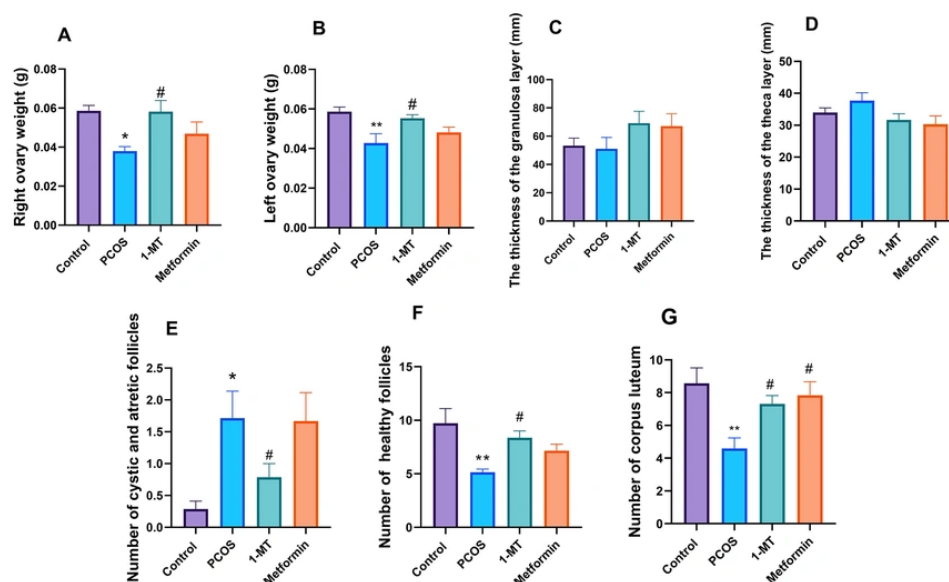 A
Right ovary weight (g)
0.08
0.06
0.04
0.02
0.00
*
#
Control
PCOS
1-MT
Metformin
B
Left ovary weight (g)
0.08
0.06
0.04
0.02
0.00
**
#
Control
PCOS
1-MT
Metformin
C
The thickness of the granulosa layer (mm)
100
80
60
40
20
0
Control
PCOS
1-MT
Metformin
D
The thickness of the theca layer (mm)
50
40
30
20
10
0
Control
PCOS
1-MT
Metformin
E
Number of cystic and atretic follicles
2.5
2.0
1.5
1.0
0.5
0.0
*
#
Control
PCOS
1-MT
Metformin
F
Number of healthy follicles
15
10
5
0
**
#
Control
PCOS
1-MT
Metformin
G
Number of corpus luteum
10
8
6
4
2
0
**
#
#
Control
PCOS
1-MT
Metformin